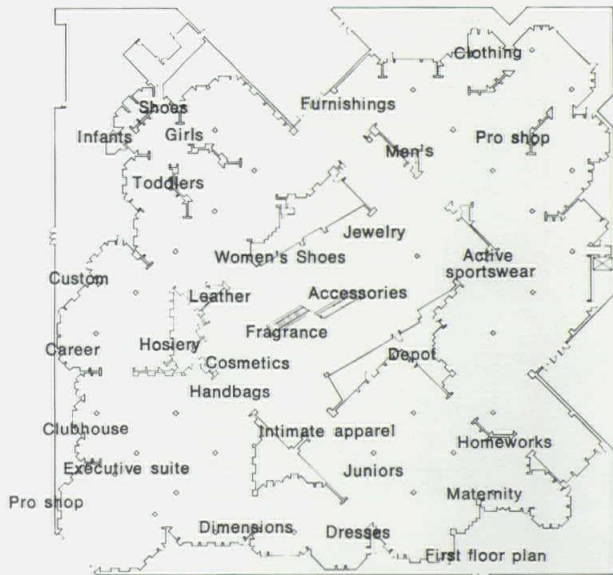 Clothing
Furnishings
Shoes
Infants
Girls
Men's
Pro shop
Toddlers
Jewelry
Women's Shoes
Active
sportswear
Custom
Leather
Accessories
Fragrance
Career
Hosiery
Cosmetics
Depot
Handbags
Clubhouse
Intimate apparel
Homeworks
Executive suite
Juniors
Pro shop
Maternity
Dimensions
Dresses
First floor plan